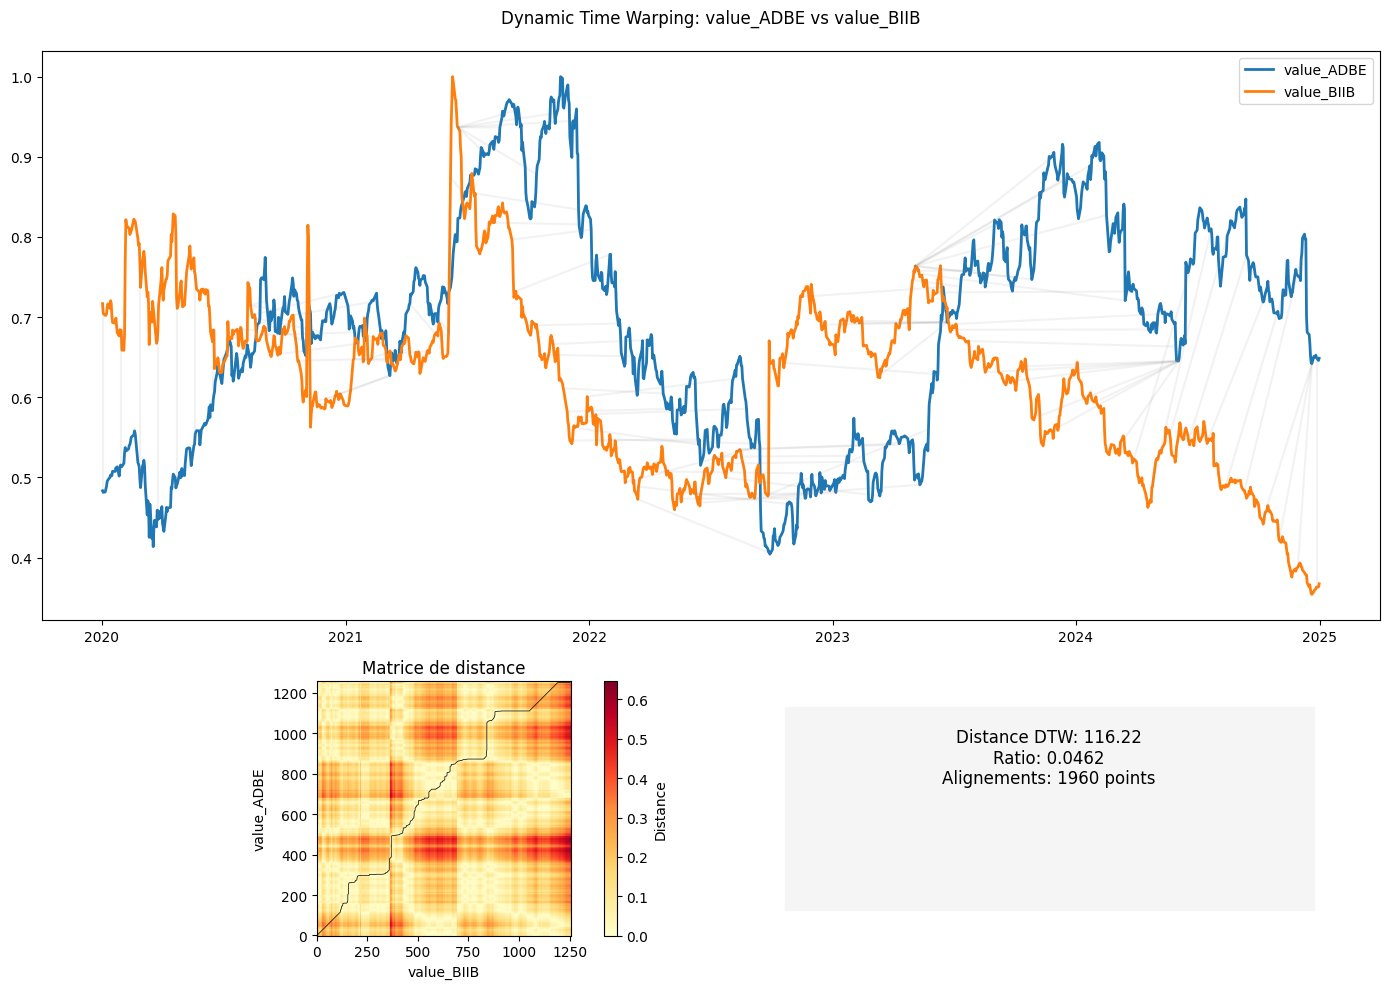 Dynamic Time Warping: value_ADBE vs value_BIIB
value_ADBE
value_BIIB
1.0
0.9
0.8
0.7
0.6
0.5
0.4
2020 2021 2022 2023 2024 2025
Matrice de distance
value_ADBE
1200
1000
800
600
400
200
0
0 250 500 750 1000 1250
value_BIIB
0.6
0.5
0.4
0.3
0.2
0.1
0.0
Distance
Distance DTW: 116.22
Ratio: 0.0462
Alignements: 1960 points